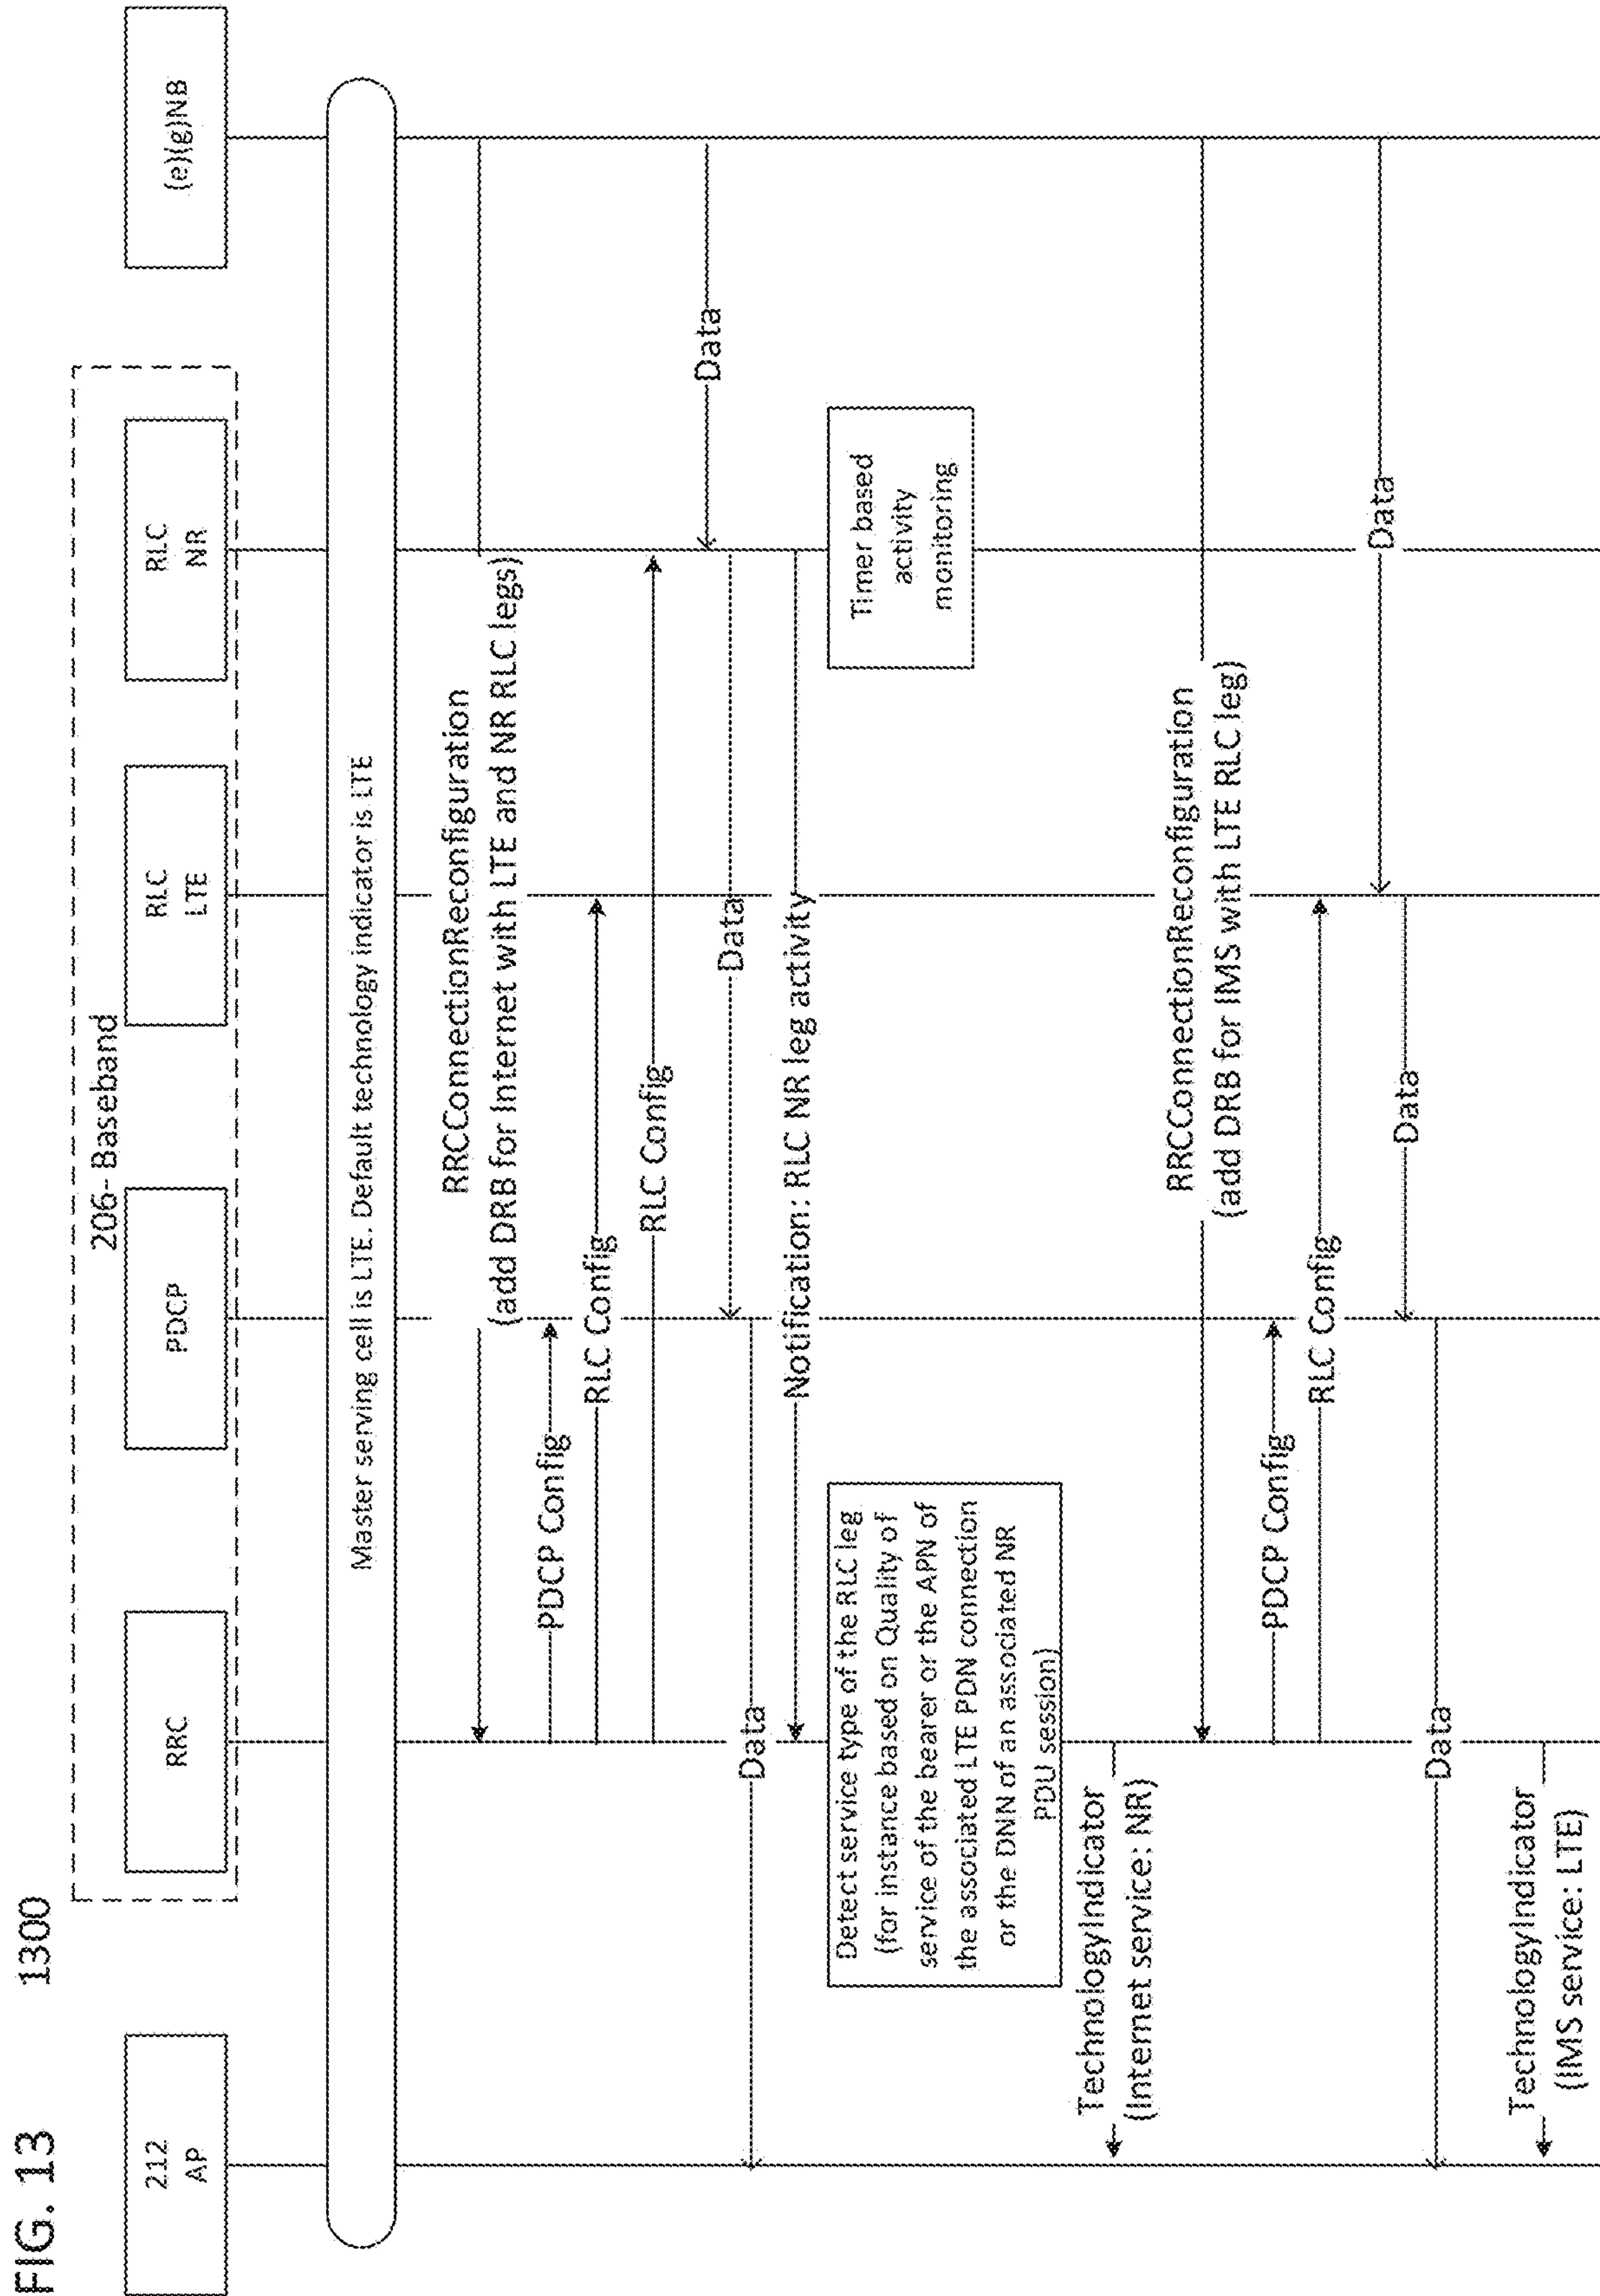 FIG. 13
1300
206- Baseband
212
AP
RRC
PDCP
RLC
LTE
RLC
NR
(e)(g)NB
Master serving cell is LTE. Default technology indicator is LTE
RRCConnectionReconfiguration
(add DRB for Internet with LTE and NR RLC legs)
PDCP Config
RLC Config
RLC Config
Data
Data
Data
Notification: RLC NR leg activity
Detect service type of the RLC leg
(for instance based on Quality of
service of the bearer or the APN of
the associated LTE PDN connection
or the DNN of an associated NR
PDU session)
Timer based
activity
monitoring
TechnologyIndicator
(Internet service: NR)
RRCConnectionReconfiguration
(add DRB for IMS with LTE RLC leg)
PDCP Config
RLC Config
Data
Data
Data
TechnologyIndicator
(IMS service: LTE)